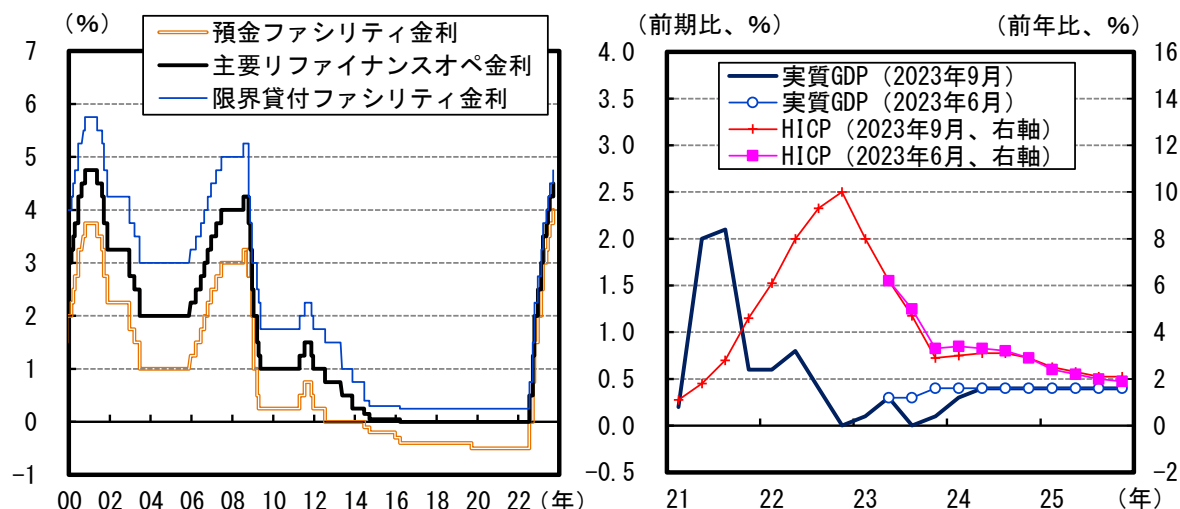 （％）
預金ファシリティ金利
主要リファイナンスオペ金利
限界貸付ファシリティ金利
7
6
5
4
3
2
1
0
−1
00 02 04 06 08 10 12 14 16 18 20 22 （年）
（前期比、％） （前年比、％）
実質GDP（2023年9月）
実質GDP（2023年6月）
HICP（2023年9月、右軸）
HICP（2023年6月、右軸）
4.0 16
3.5 14
3.0 12
2.5 10
2.0 8
1.5 6
1.0 4
0.5 2
0.0 0
−0.5 −2
21 22 23 24 25 （年）